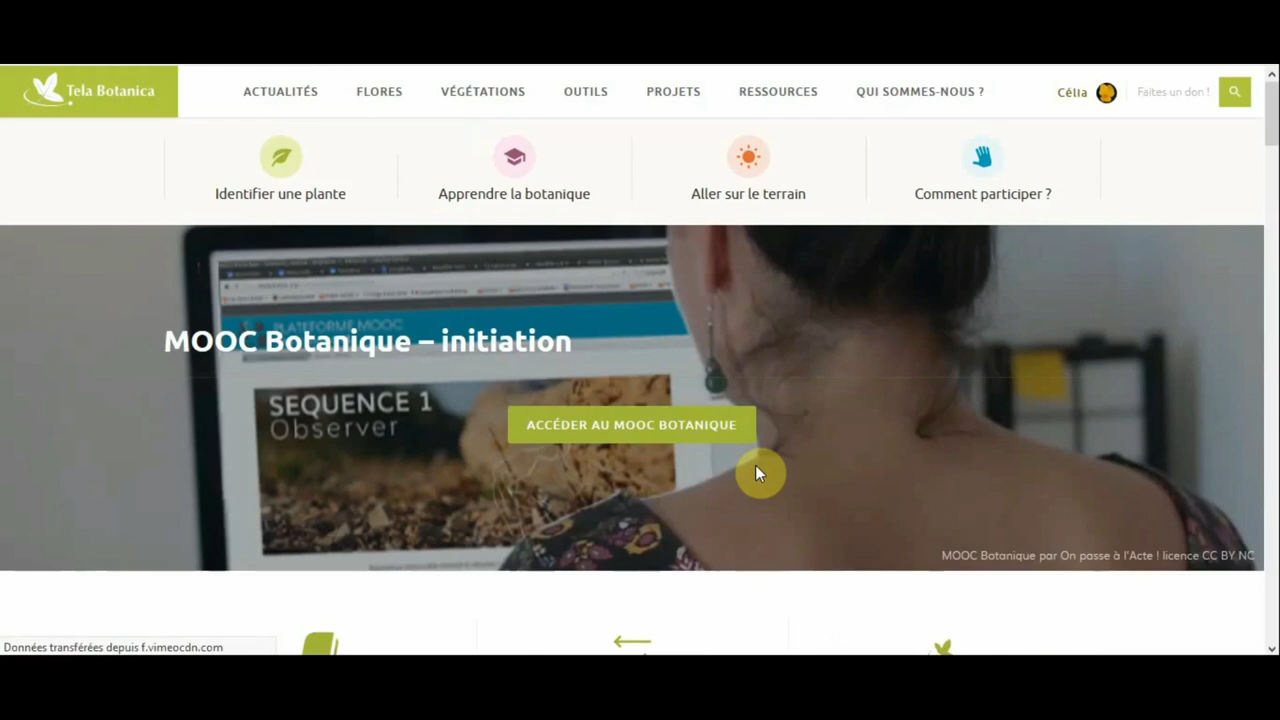 Tela Botanica
ACTUALITÉS
FLORES
VÉGÉTATIONS
OUTILS
PROJETS
RESSOURCES
QUI SOMMES-NOUS ?
Célia
Faites un don !
Identifier une plante
Apprendre la botanique
Aller sur le terrain
Comment participer ?
PLATEFORME MOOC
MOOC Botanique – initiation
SEQUENCE 1
Observer
ACCÉDER AU MOOC BOTANIQUE
MOOC Botanique par On passe à l'Acte ! licence CC BY NC
Données transférées depuis f.vimeocdn.com